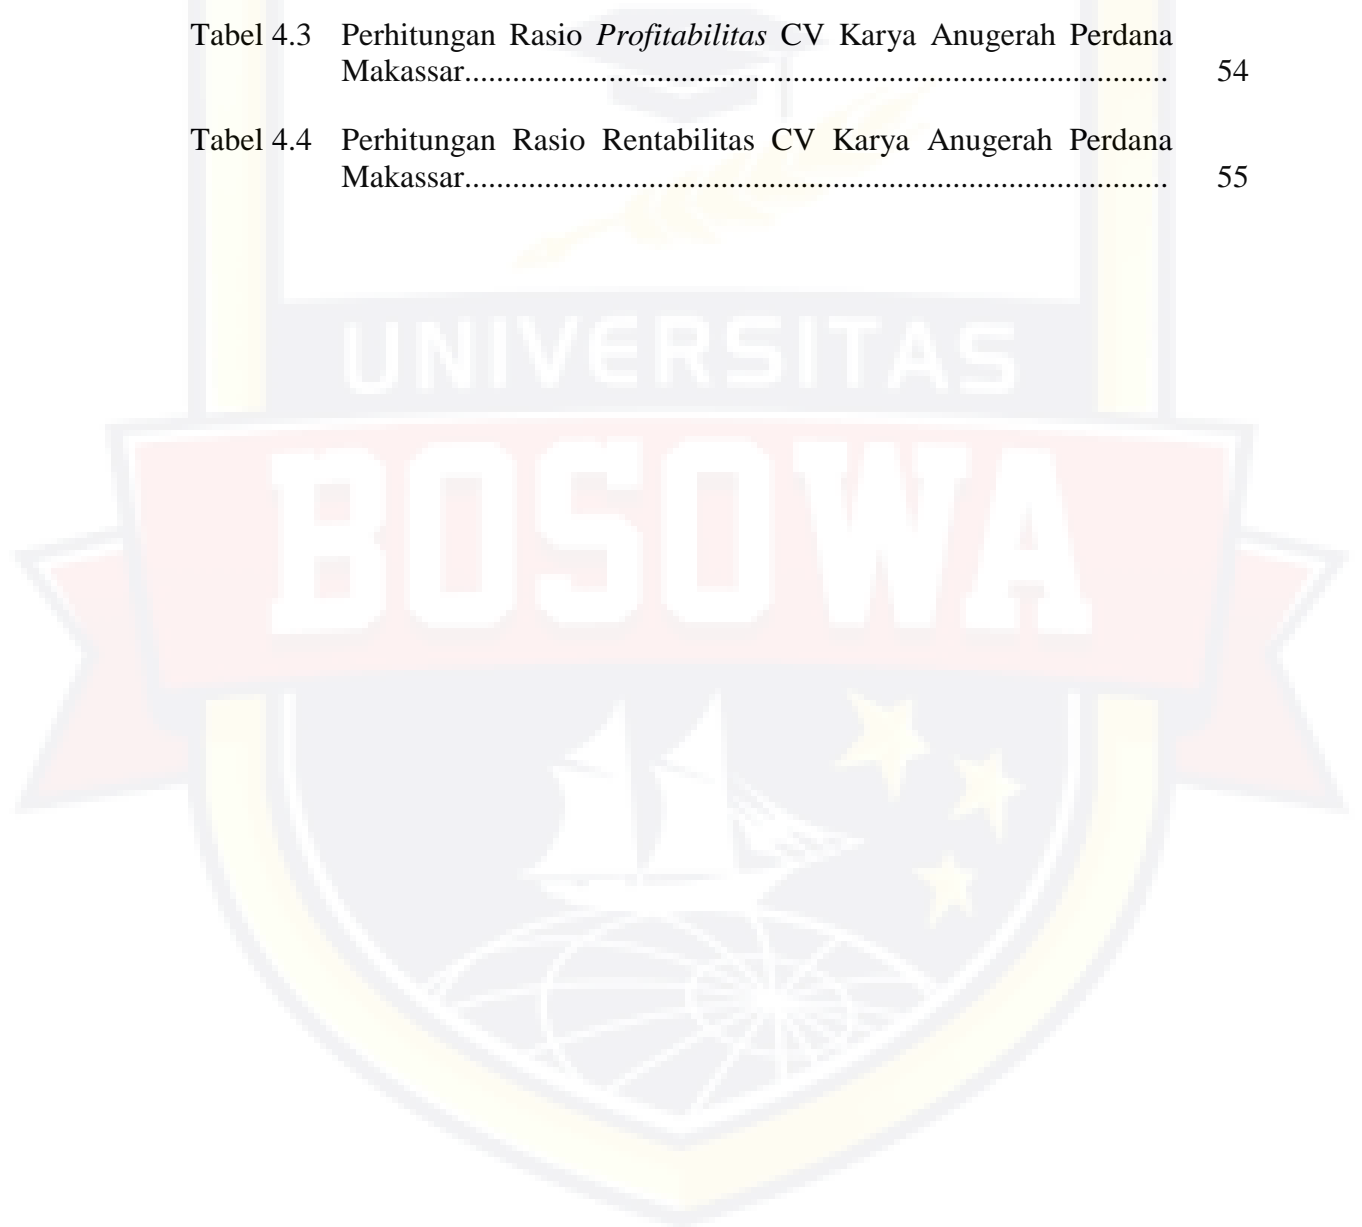 Tabel 4.3 Perhitungan Rasio Profitabilitas CV Karya Anugerah Perdana
Makassar....................................................................................... 54
Tabel 4.4 Perhitungan Rasio Rentabilitas CV Karya Anugerah Perdana
Makassar....................................................................................... 55
UNIVERSITAS
BOSOWA